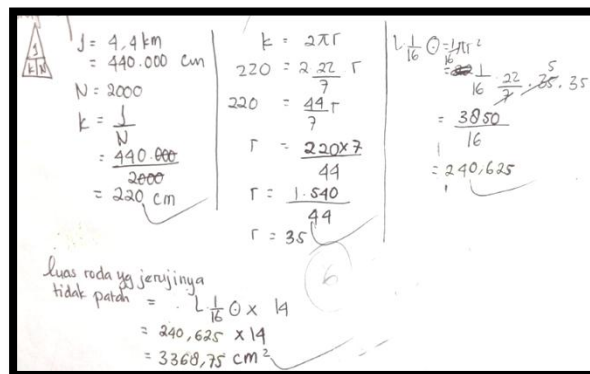 J
K N
J = 4,4 km
= 440.000 cm
N = 2000
k = J/N
= 440.000/2000
= 220 cm
k = 2πr
220 = 2 22/7 r
220 = 44/7 r
r = 220x7/44
r = 1.540/44
r = 35
L 1/16 ⊙ = 1/16 πr²
= 1/16 . 22/7 . 35 . 35
5
= 3850/16
= 240,625
6
luas roda yg jerujinya
tidak patah = L 1/16 ⊙ x 14
= 240,625 x 14
= 3368,75 cm²